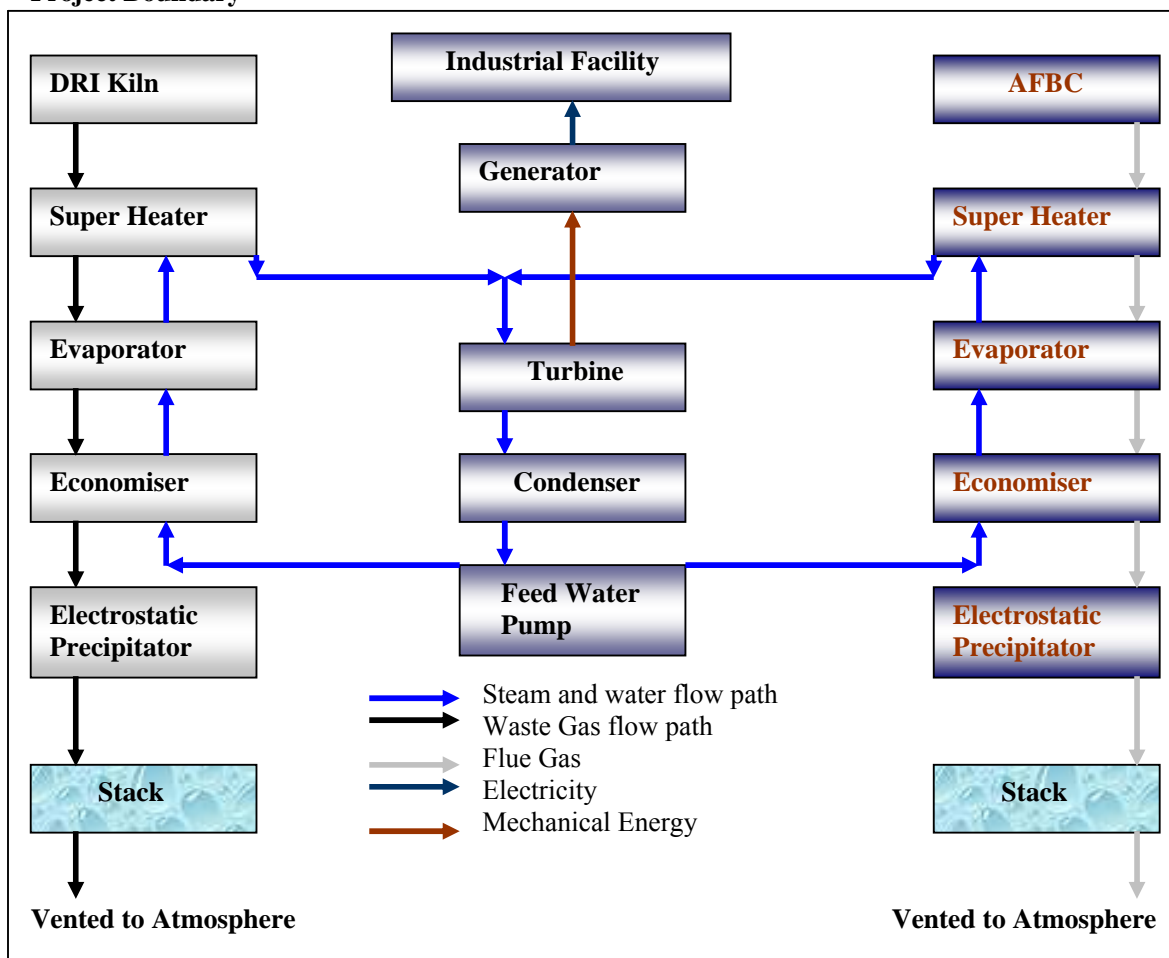 Project Boundary
DRI Kiln
Super Heater
Evaporator
Economiser
Electrostatic
Precipitator
Stack
Vented to Atmosphere
Industrial Facility
Generator
Turbine
Condenser
Feed Water
Pump
Steam and water flow path
Waste Gas flow path
Flue Gas
Electricity
Mechanical Energy
AFBC
Super Heater
Evaporator
Economiser
Electrostatic
Precipitator
Stack
Vented to Atmosphere